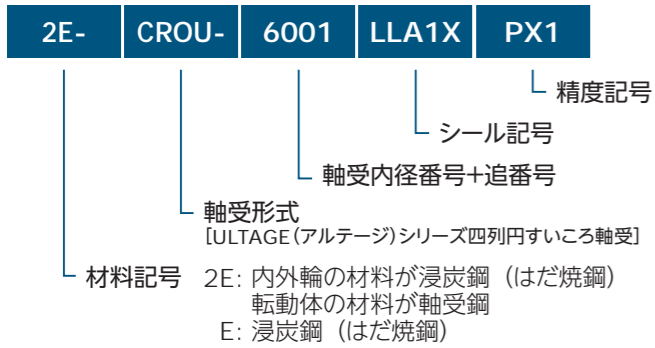 2E- CROU- 6001 LLA1X PX1
精度記号
シール記号
軸受内径番号+追番号
軸受形式
[ULTAGE(アルテージ)シリーズ四列円すいころ軸受]
材料記号 2E: 内外輪の材料が浸炭鋼（はだ焼鋼）
転動体の材料が軸受鋼
E: 浸炭鋼（はだ焼鋼）